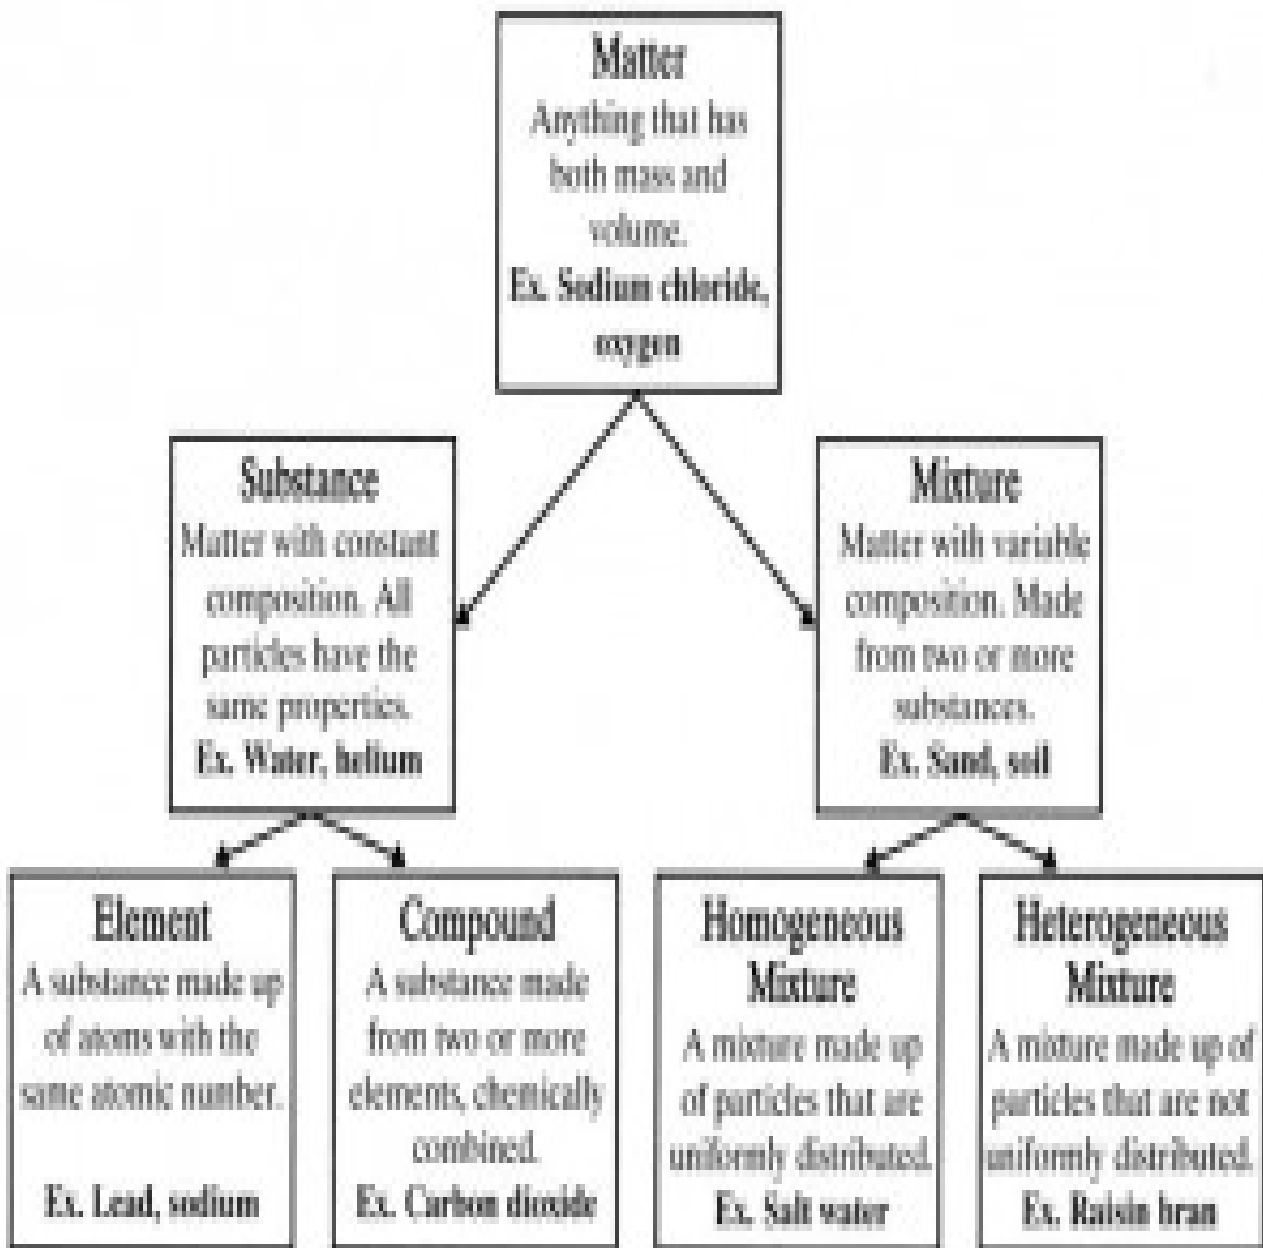 Matter
Anything that has
both mass and
volume.
Ex. Sodium chloride,
oxygen
Substance
Matter with constant
composition. All
particles have the
same properties.
Ex. Water, helium
Mixture
Matter with variable
composition. Made
from two or more
substances.
Ex. Sand, soil
Element
A substance made up
of atoms with the
same atomic number.
Ex. Lead, sodium
Compound
A substance made
from two or more
elements, chemically
combined.
Ex. Carbon dioxide
Homogeneous
Mixture
A mixture made up
of particles that are
uniformly distributed.
Ex. Salt water
Heterogeneous
Mixture
A mixture made up of
particles that are not
uniformly distributed.
Ex. Raisin bran